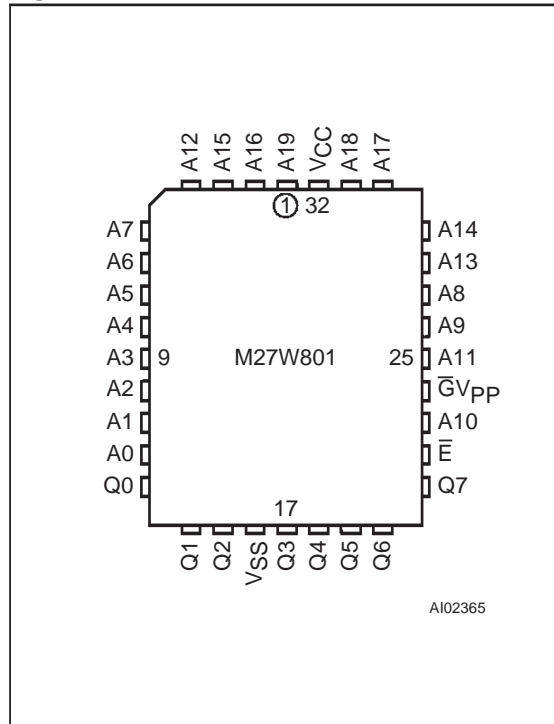 A12 A15 A16 A19 VCC A18 A17
1 32
A7 A14
A6 A13
A5 A8
A4 A9
A3 9 M27W801 25 A11
A2 G̅VPP
A1 A10
A0 E̅
Q0 Q7
17
Q1 Q2 VSS Q3 Q4 Q5 Q6
AI02365